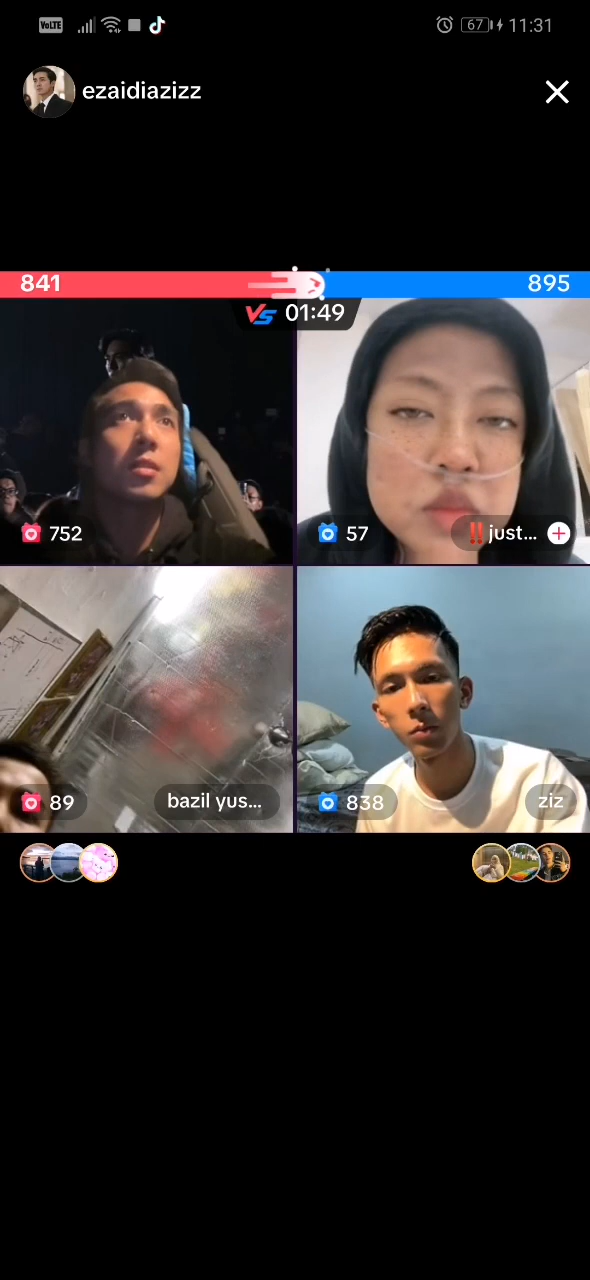 VoLTE 67 11:31
ezaidiazizz
841 895
VS 01:49
752 57 ‼️just...
89 bazil yus... 838 ziz